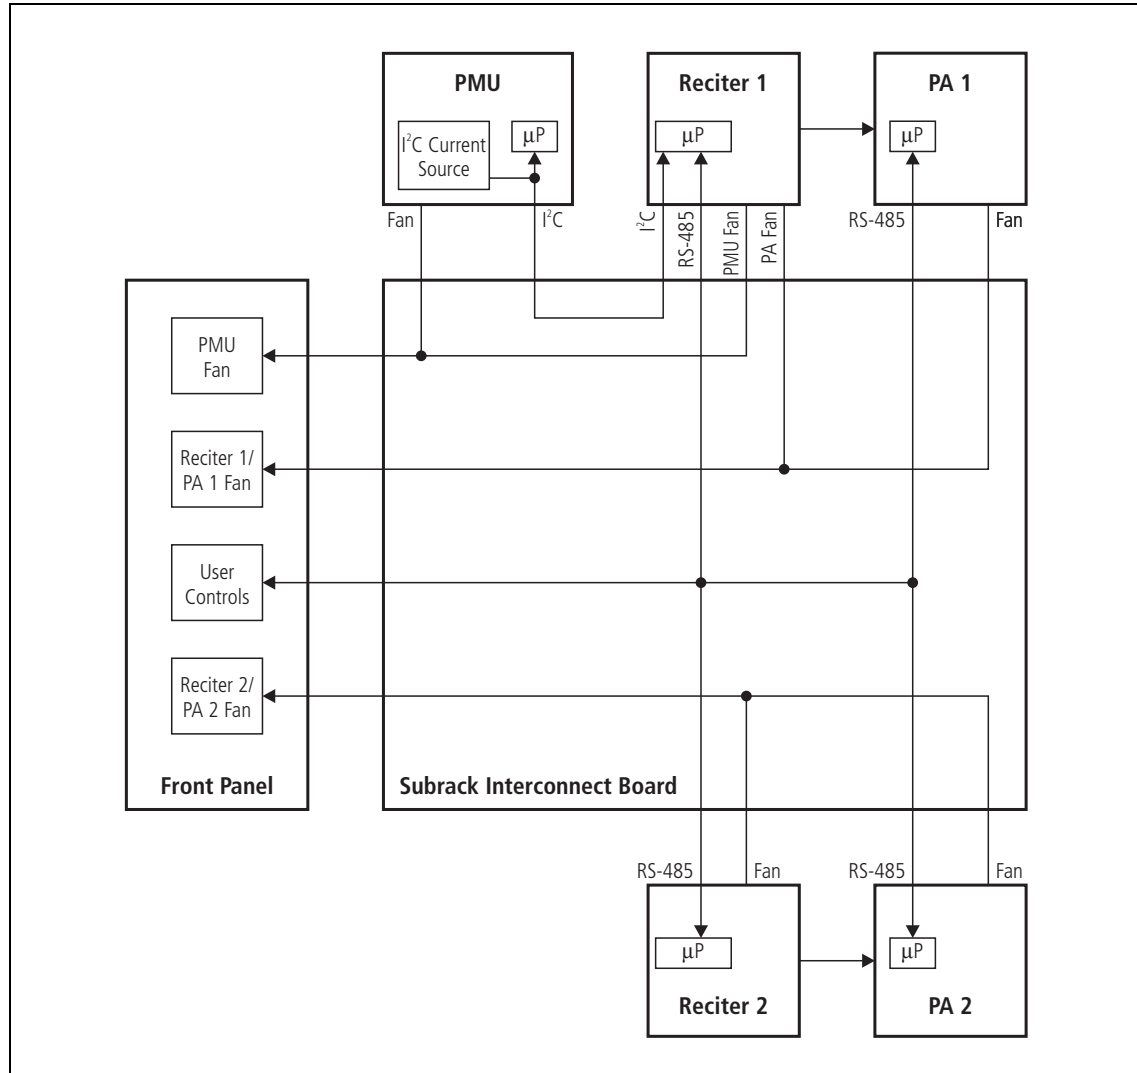 PMU
I²C Current
Source
µP
Reciter 1
µP
PA 1
µP
Fan
I²C
I²C
RS-485
PMU Fan
PA Fan
RS-485
Fan
PMU
Fan
Reciter 1/
PA 1 Fan
User
Controls
Reciter 2/
PA 2 Fan
Front Panel
Subrack Interconnect Board
RS-485
Fan
RS-485
Fan
µP
Reciter 2
µP
PA 2